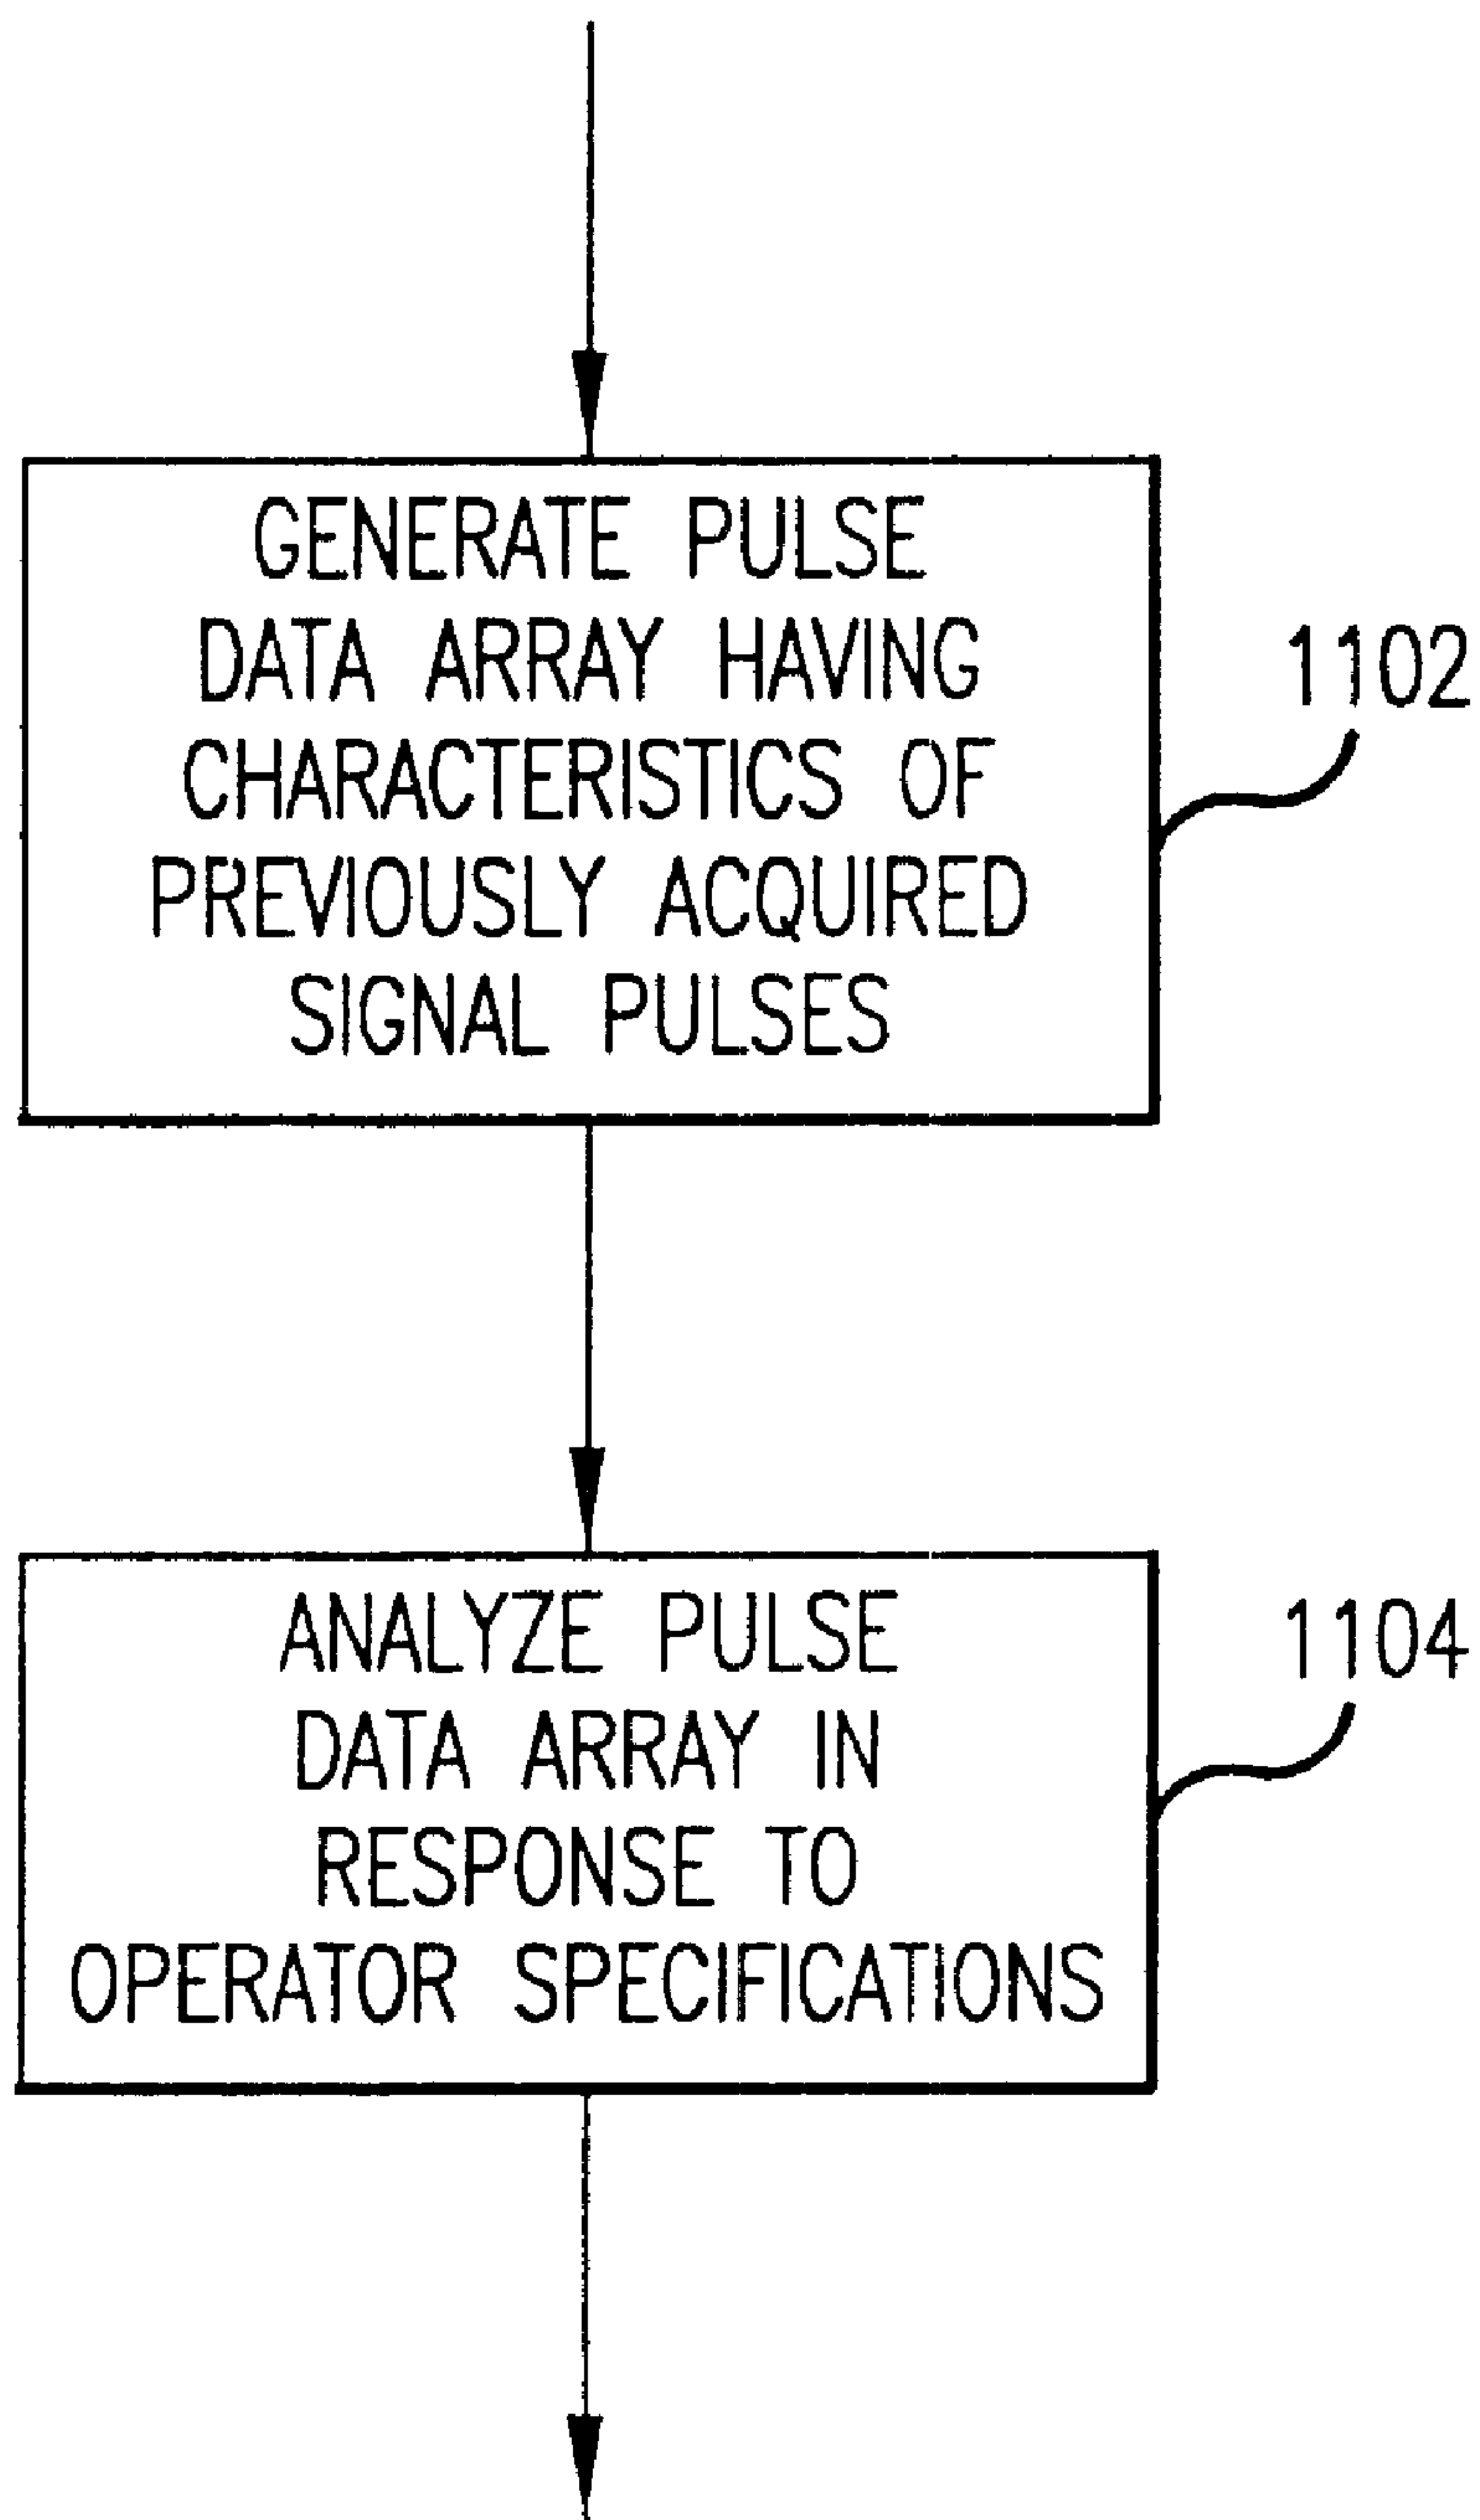 GENERATE PULSE
DATA ARRAY HAVING
CHARACTERISTICS OF
PREVIOUSLY ACQUIRED
SIGNAL PULSES
1102
ANALYZE PULSE
DATA ARRAY IN
RESPONSE TO
OPERATOR SPECIFICATIONS
1104